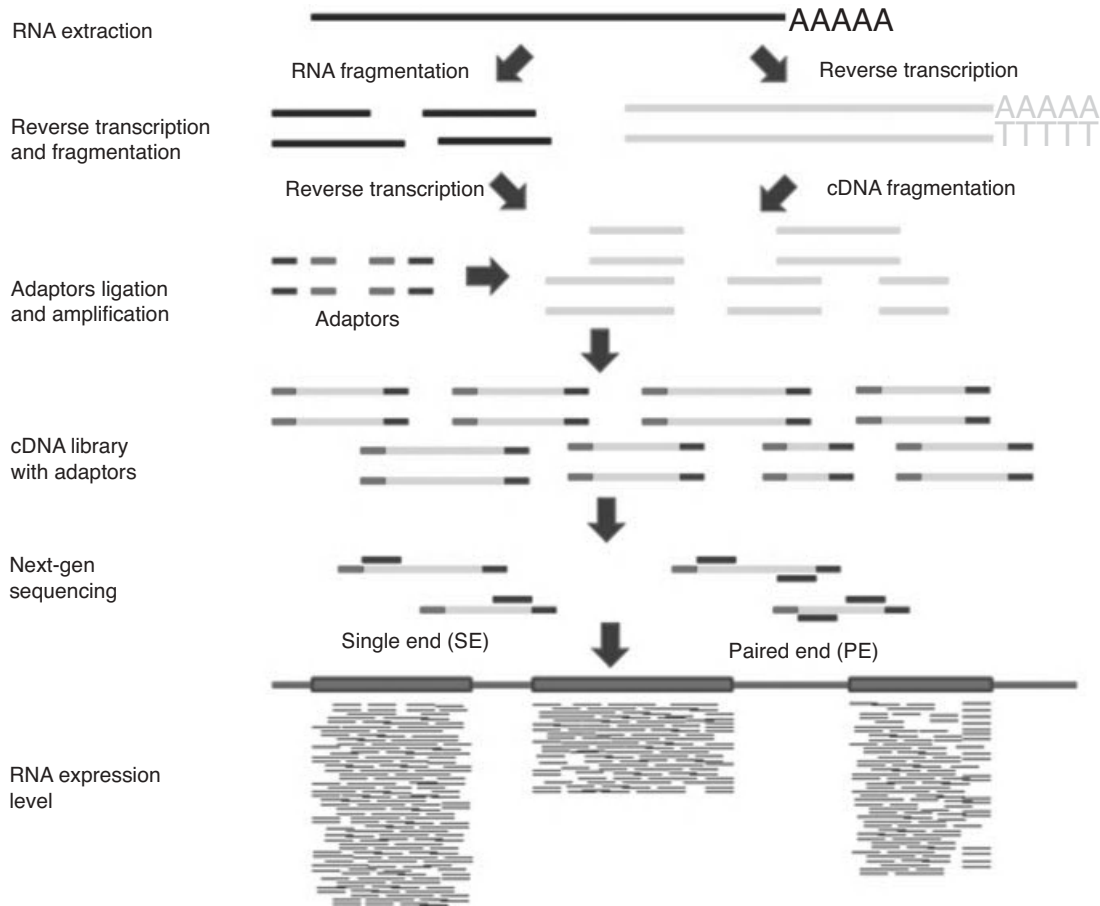 RNA extraction
AAAAA
RNA fragmentation
Reverse transcription
Reverse transcription
and fragmentation
AAAAA
TTTTT
Reverse transcription
cDNA fragmentation
Adaptors ligation
and amplification
Adaptors
cDNA library
with adaptors
Next-gen
sequencing
Single end (SE)
Paired end (PE)
RNA expression
level